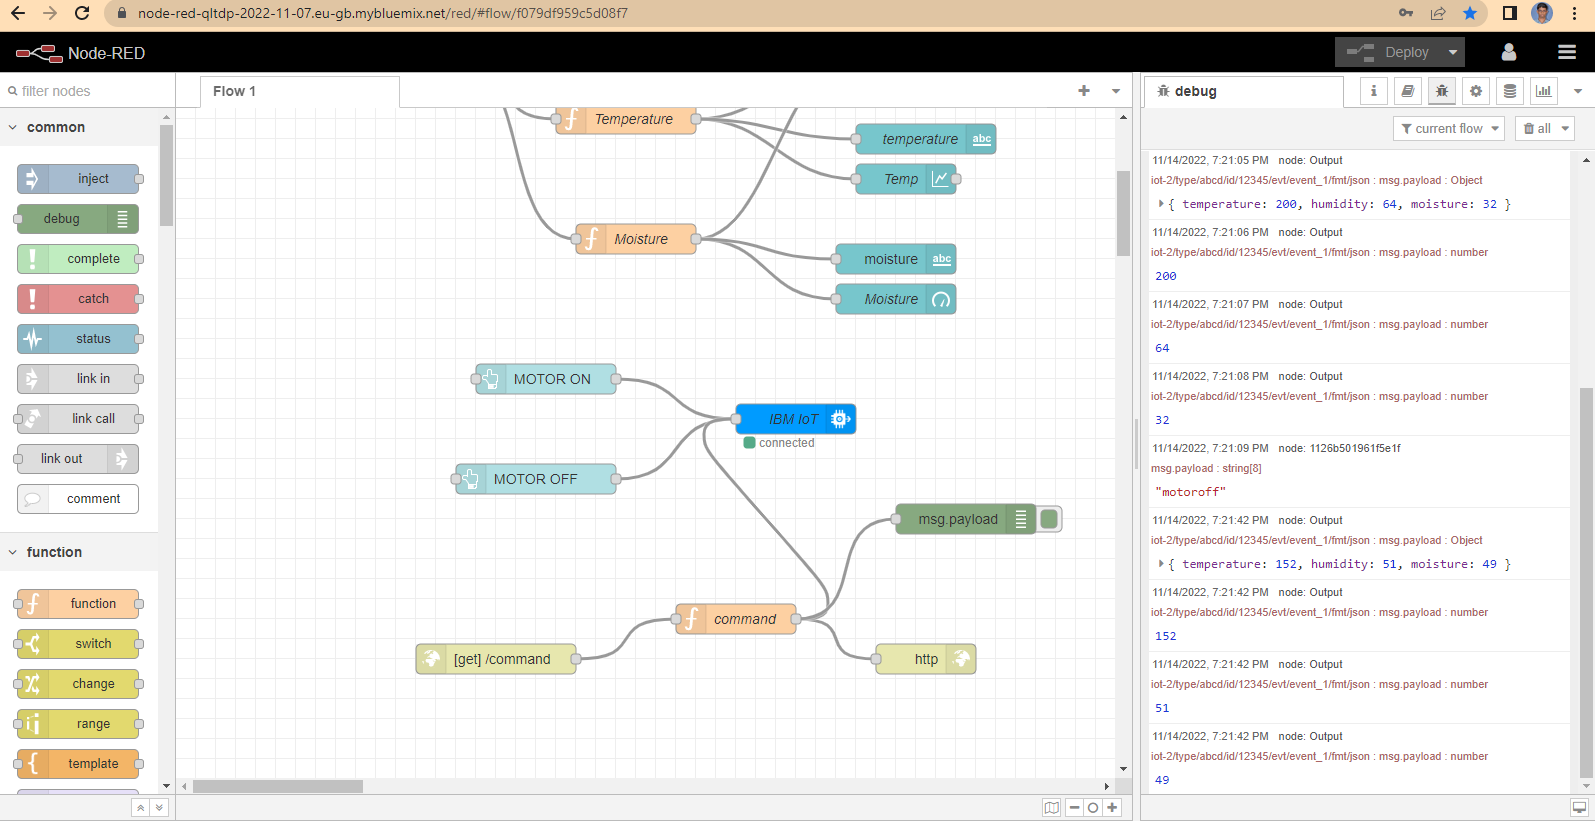 node-red-qltdp-2022-11-07.eu-gb.mybluemix.net/red/#flow/f079df959c5d08f7
Node-RED
Deploy
filter nodes
common
inject
debug
complete
catch
status
link in
link call
link out
comment
function
function
switch
change
range
template
Flow 1
Temperature
temperature
abc
Temp
Moisture
moisture
abc
Moisture
MOTOR ON
IBM IoT
connected
MOTOR OFF
msg.payload
command
[get] /command
http
debug
current flow
all
11/14/2022, 7:21:05 PM node: Output
iot-2/type/abcd/id/12345/evt/event_1/fmt/json : msg.payload : Object
{ temperature: 200, humidity: 64, moisture: 32 }
11/14/2022, 7:21:06 PM node: Output
iot-2/type/abcd/id/12345/evt/event_1/fmt/json : msg.payload : number
200
11/14/2022, 7:21:07 PM node: Output
iot-2/type/abcd/id/12345/evt/event_1/fmt/json : msg.payload : number
64
11/14/2022, 7:21:08 PM node: Output
iot-2/type/abcd/id/12345/evt/event_1/fmt/json : msg.payload : number
32
11/14/2022, 7:21:09 PM node: 1126b501961f5e1f
msg.payload : string[8]
"motoroff"
11/14/2022, 7:21:42 PM node: Output
iot-2/type/abcd/id/12345/evt/event_1/fmt/json : msg.payload : Object
{ temperature: 152, humidity: 51, moisture: 49 }
11/14/2022, 7:21:42 PM node: Output
iot-2/type/abcd/id/12345/evt/event_1/fmt/json : msg.payload : number
152
11/14/2022, 7:21:42 PM node: Output
iot-2/type/abcd/id/12345/evt/event_1/fmt/json : msg.payload : number
51
11/14/2022, 7:21:42 PM node: Output
iot-2/type/abcd/id/12345/evt/event_1/fmt/json : msg.payload : number
49